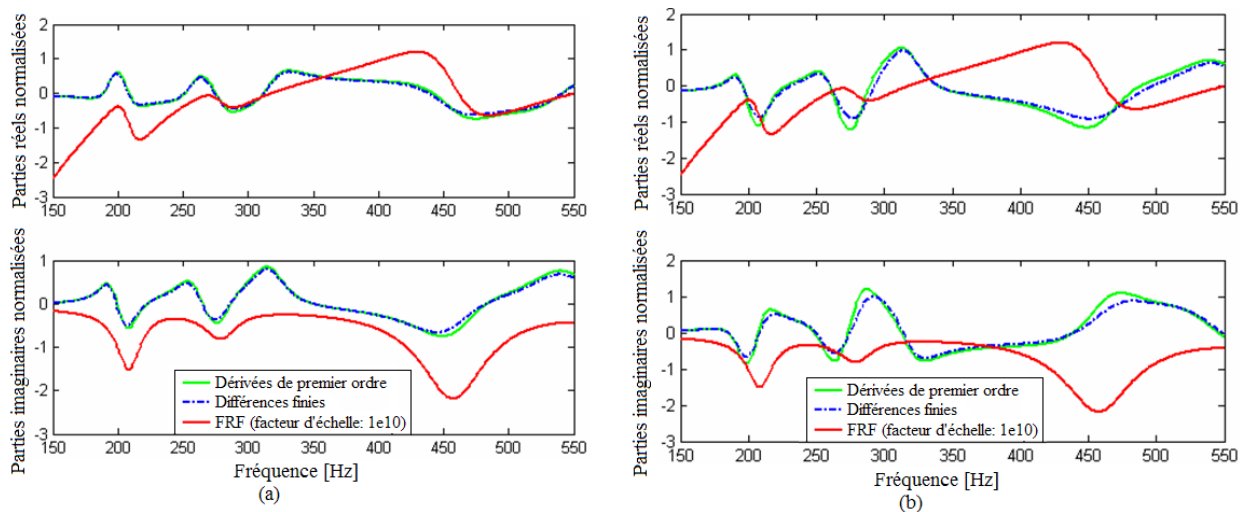 (a)
Parties réels normalisées
2
1
0
-1
-2
-3
150 200 250 300 350 400 450 500 550
Parties imaginaires normalisées
1
0
-1
-2
-3
Dérivées de premier ordre
Différences finies
FRF (facteur d'échelle: 1e10)
150 200 250 300 350 400 450 500 550
Fréquence [Hz]
(a)
(b)
Parties réels normalisées
2
1
0
-1
-2
-3
150 200 250 300 350 400 450 500 550
Parties imaginaires normalisées
2
1
0
-1
-2
-3
Dérivées de premier ordre
Différences finies
FRF (facteur d'échelle: 1e10)
150 200 250 300 350 400 450 500 550
Fréquence [Hz]
(b)